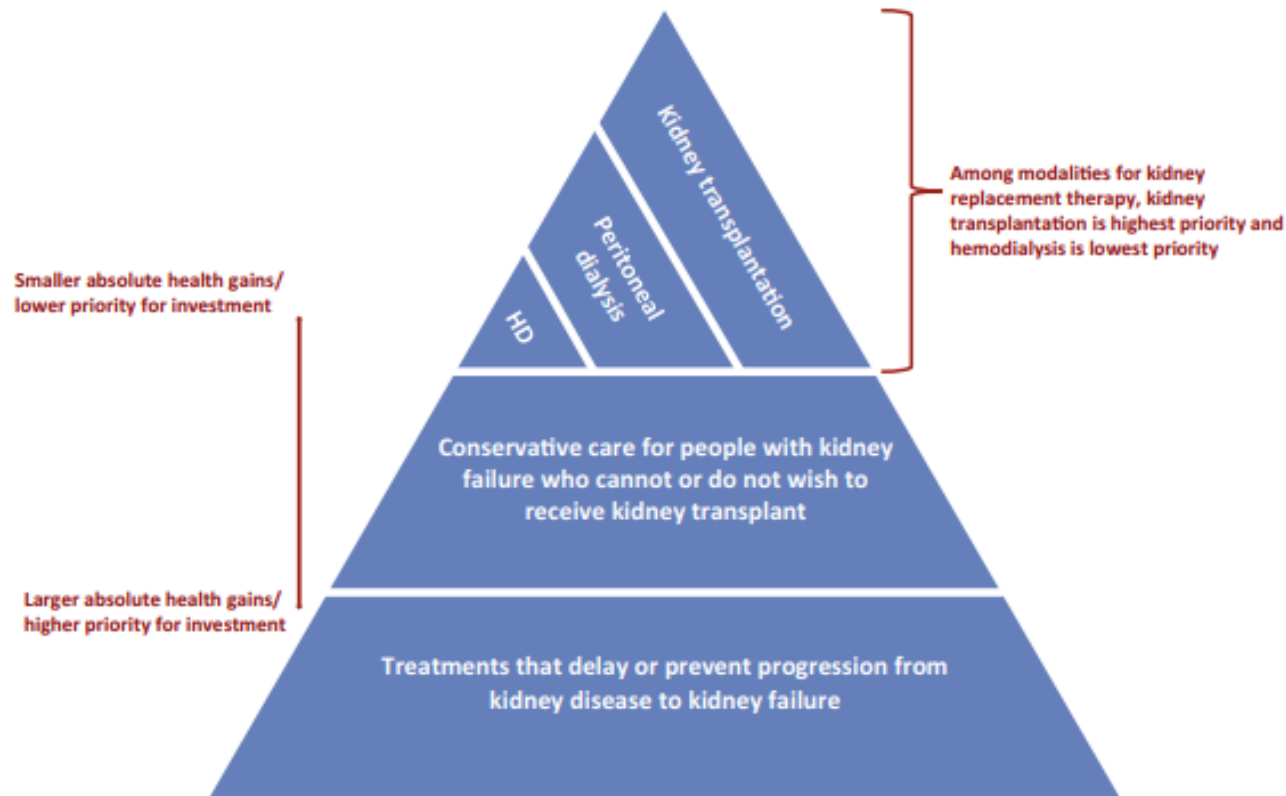 Kidney transplantation
Among modalities for kidney
replacement therapy, kidney
transplantation is highest priority and
hemodialysis is lowest priority
Peritoneal
dialysis
HD
Smaller absolute health gains/
lower priority for investment
Conservative care for people with kidney
failure who cannot or do not wish to
receive kidney transplant
Larger absolute health gains/
higher priority for investment
Treatments that delay or prevent progression from
kidney disease to kidney failure